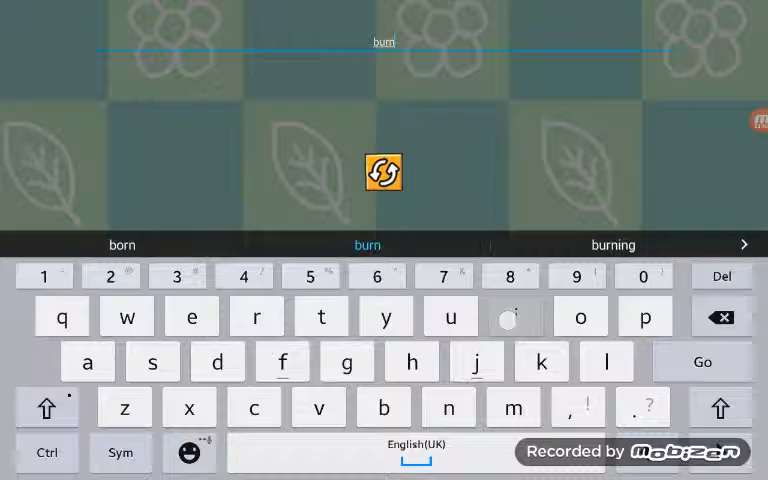 burn
born burn burning >
1 2 @ 3 4 / 5 % 6 ^ 7 & 8 * 9 ( 0 ) Del
q w e r t y u i o p
a s d f g h j k l Go
z x c v b n m , ! . ?
Ctrl Sym English(UK)
Recorded by mobizen